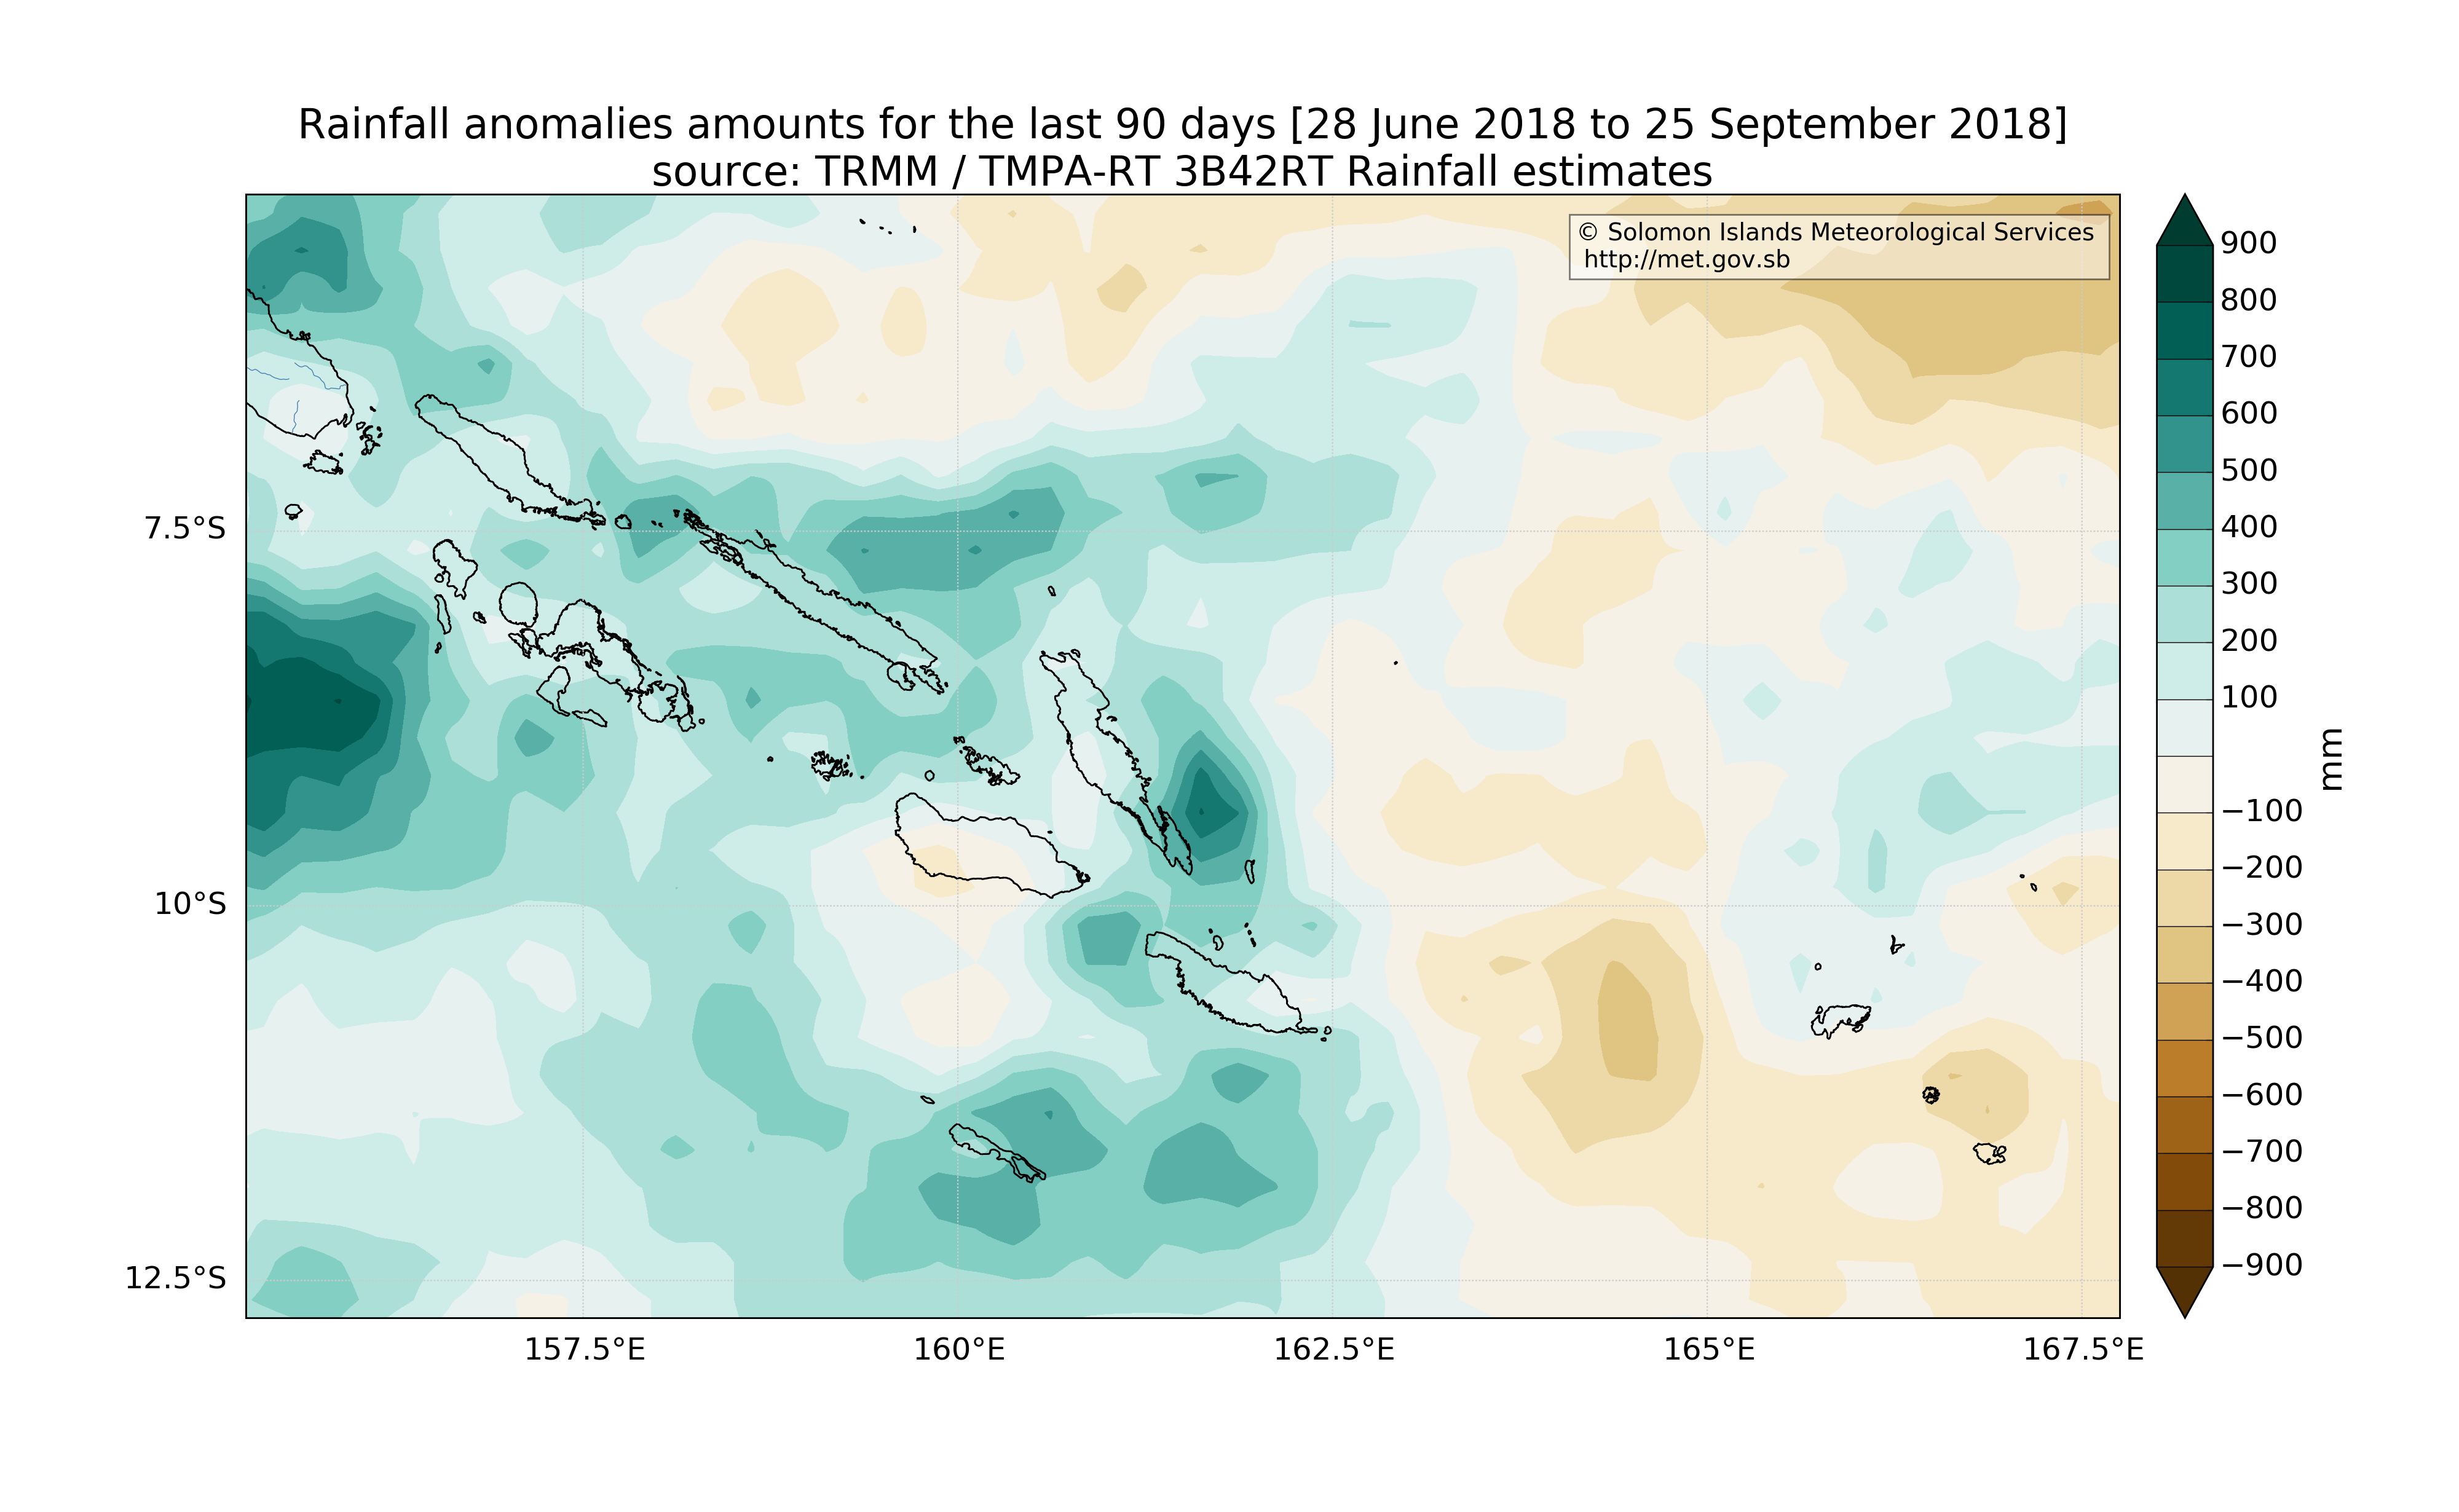 Rainfall anomalies amounts for the last 90 days [28 June 2018 to 25 September 2018]
source: TRMM / TMPA-RT 3B42RT Rainfall estimates
© Solomon Islands Meteorological Services
http://met.gov.sb
7.5°S
10°S
12.5°S
157.5°E
160°E
162.5°E
165°E
167.5°E
900
800
700
600
500
400
300
200
100
−100
−200
−300
−400
−500
−600
−700
−800
−900
mm